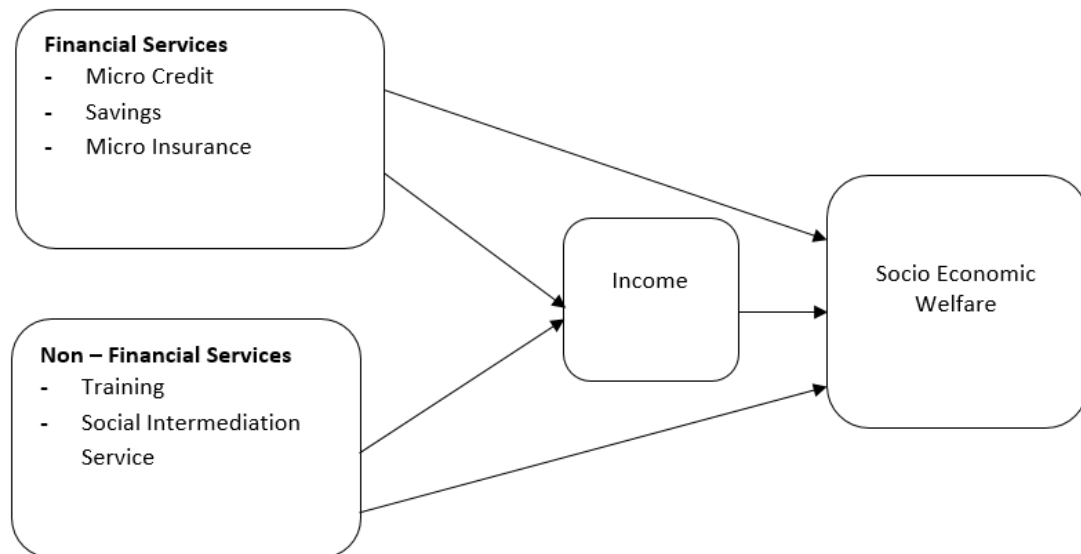 Financial Services
- Micro Credit
- Savings
- Micro Insurance
Income
Socio Economic
Welfare
Non – Financial Services
- Training
- Social Intermediation
Service